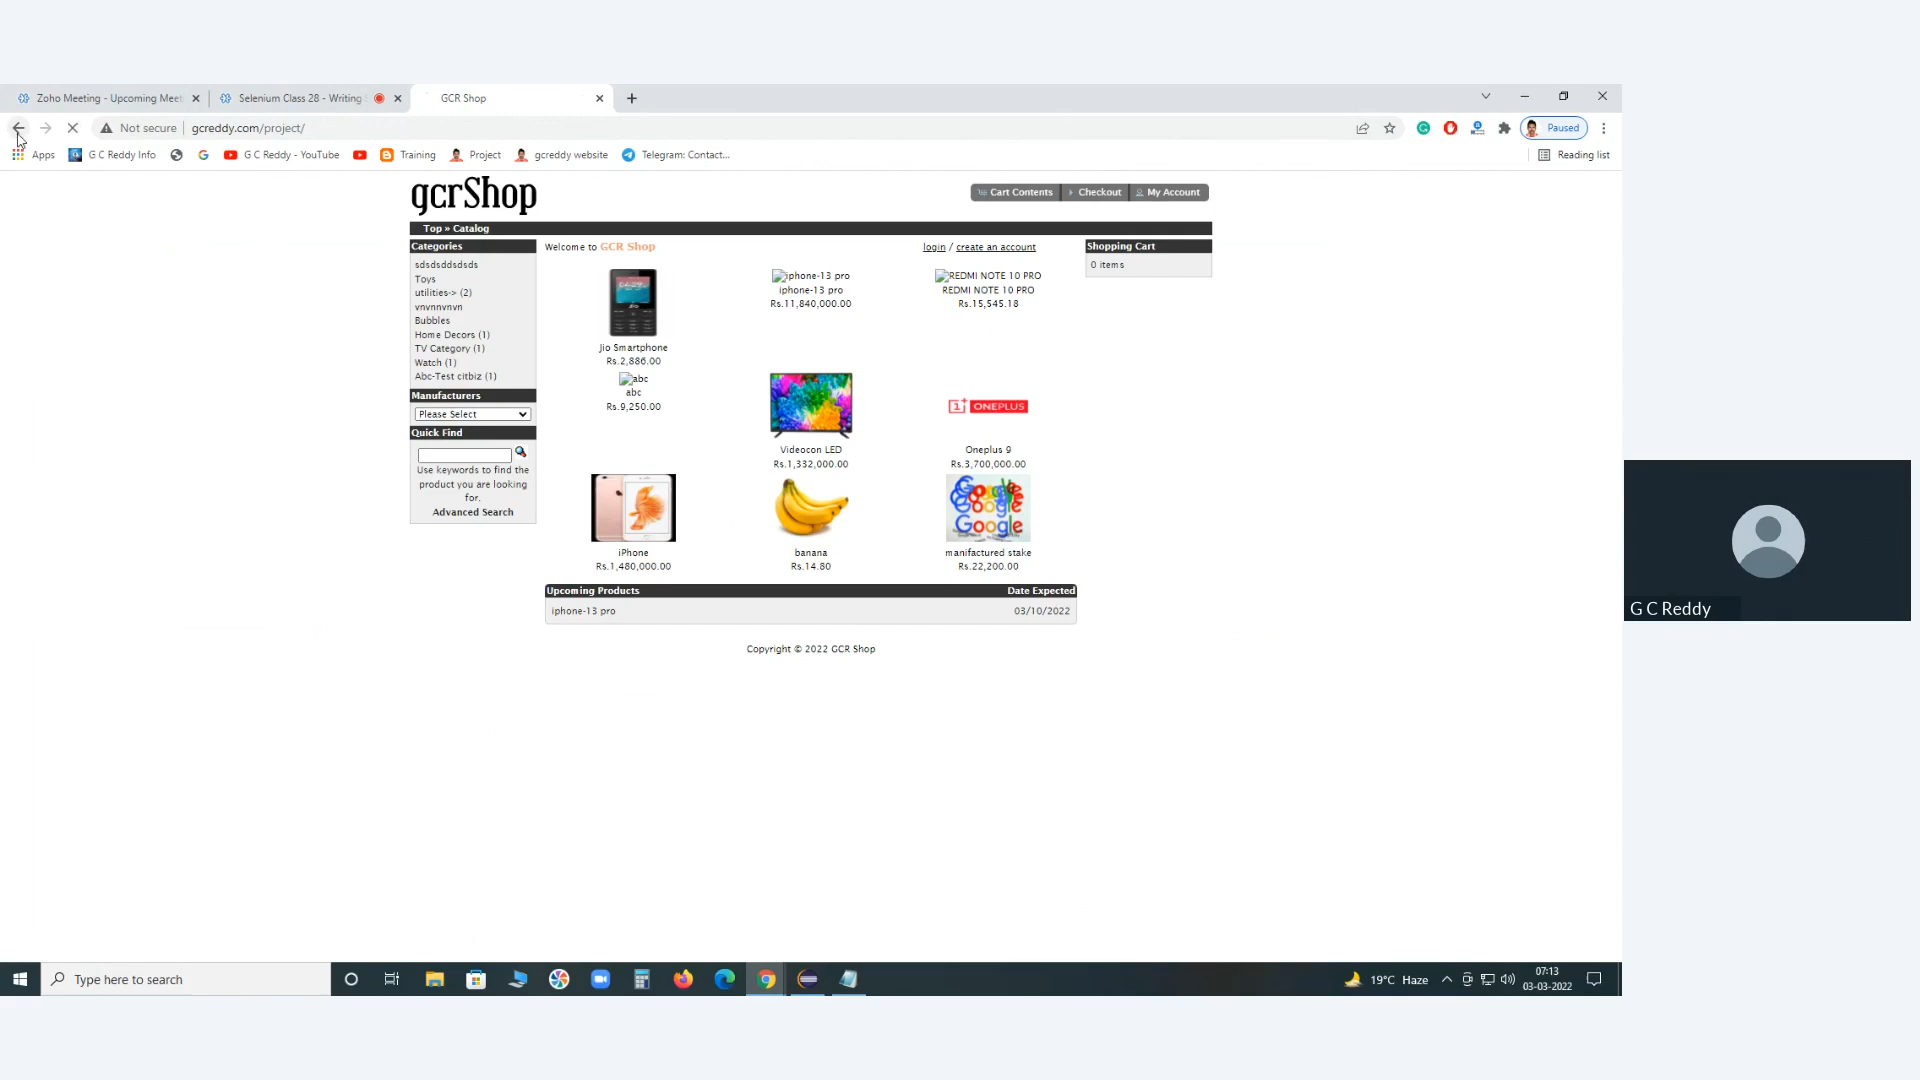 Zoho Meeting - Upcoming Meet
Selenium Class 28 - Writing
GCR Shop
Not secure
gcreddy.com/project/
Paused
Apps
G C Reddy Info
G C Reddy - YouTube
Training
Project
gcreddy website
Telegram: Contact...
Reading list
gcrShop
Cart Contents
Checkout
My Account
Top » Catalog
Categories
sdsdsddsdsds
Toys
utilities-> (2)
vnvnnvnvn
Bubbles
Home Decors (1)
TV Category (1)
Watch (1)
Abc-Test citbiz (1)
Manufacturers
Please Select
Quick Find
Use keywords to find the
product you are looking
for.
Advanced Search
Welcome to GCR Shop
login / create an account
Jio Smartphone
Rs.2,886.00
iphone-13 pro
iphone-13 pro
Rs.11,840,000.00
REDMI NOTE 10 PRO
REDMI NOTE 10 PRO
Rs.15,545.18
abc
abc
Rs.9,250.00
Videocon LED
Rs.1,332,000.00
ONEPLUS
Oneplus 9
Rs.3,700,000.00
iPhone
Rs.1,480,000.00
banana
Rs.14.80
Google
Google
Google
manifactured stake
Rs.22,200.00
Upcoming Products
Date Expected
iphone-13 pro
03/10/2022
Copyright © 2022 GCR Shop
Shopping Cart
0 items
G C Reddy
Type here to search
19°C Haze
07:13
03-03-2022